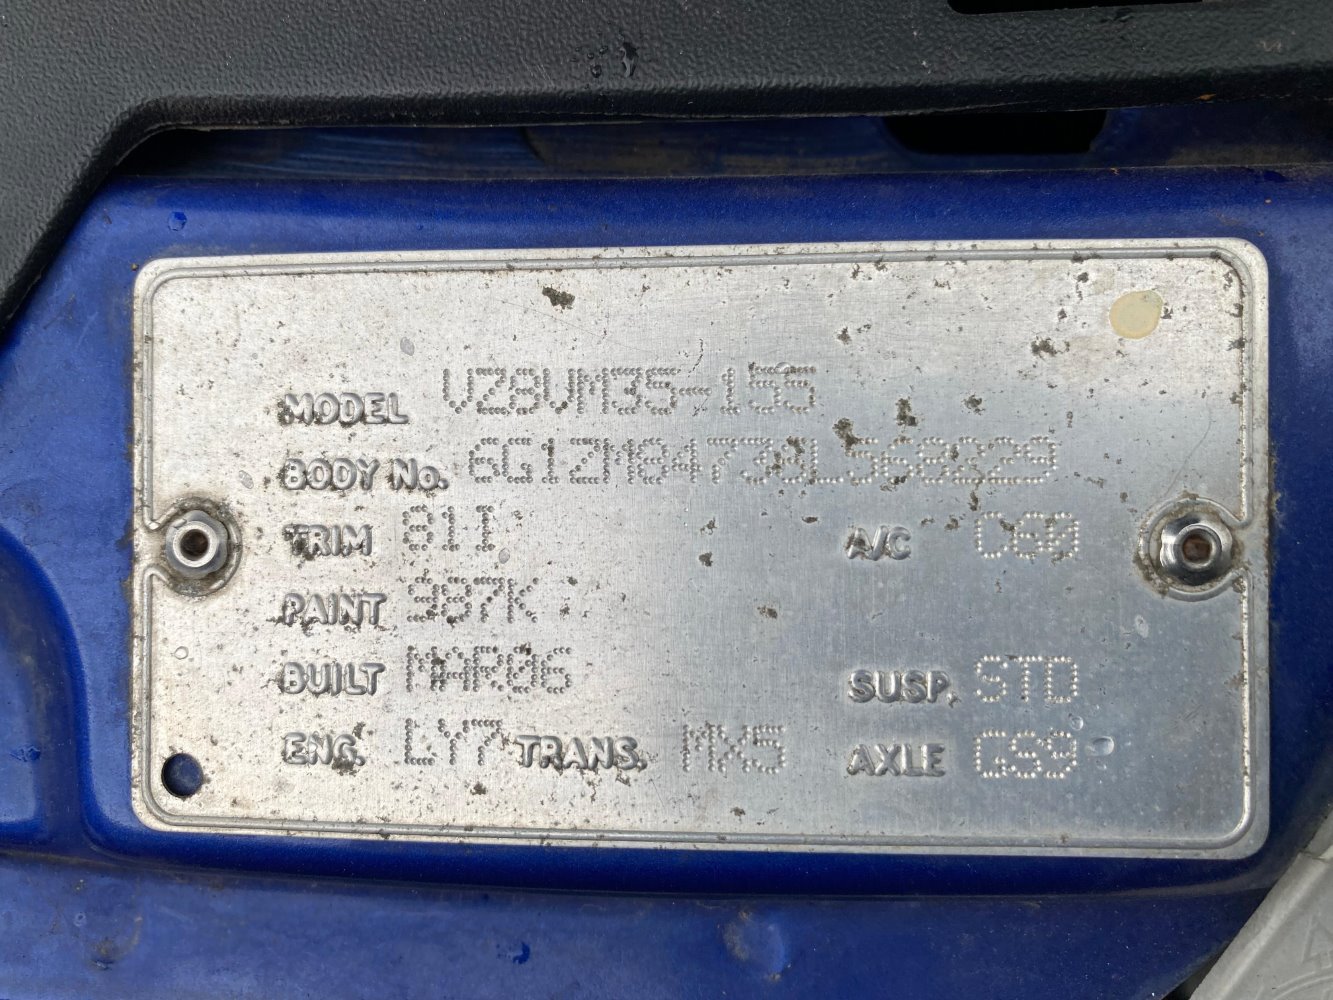 MODEL VZ8VM35-155
BODY No. 6G1ZM84738L568829
TRIM 81I A/C C60
PAINT 387K
BUILT MAR06 SUSP. STD
ENG. LY7 TRANS. MX5 AXLE GS9